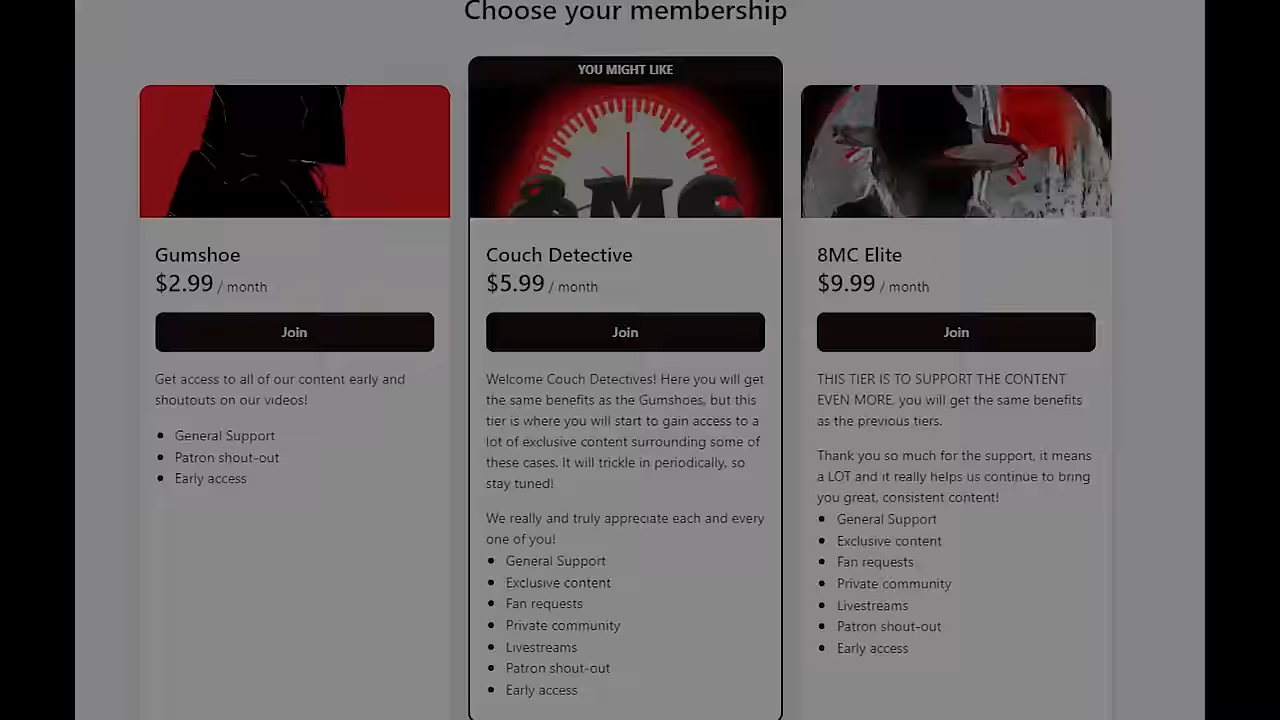 Choose your membership
YOU MIGHT LIKE
8MC
Gumshoe
$2.99 / month
Join
Get access to all of our content early and
shoutouts on our videos!
• General Support
• Patron shout-out
• Early access
Couch Detective
$5.99 / month
Join
Welcome Couch Detectives! Here you will get
the same benefits as the Gumshoes, but this
tier is where you will start to gain access to a
lot of exclusive content surrounding some of
these cases. It will trickle in periodically, so
stay tuned!
We really and truly appreciate each and every
one of you!
• General Support
• Exclusive content
• Fan requests
• Private community
• Livestreams
• Patron shout-out
• Early access
8MC Elite
$9.99 / month
Join
THIS TIER IS TO SUPPORT THE CONTENT
EVEN MORE, you will get the same benefits
as the previous tiers.
Thank you so much for the support, it means
a LOT and it really helps us continue to bring
you great, consistent content!
• General Support
• Exclusive content
• Fan requests
• Private community
• Livestreams
• Patron shout-out
• Early access